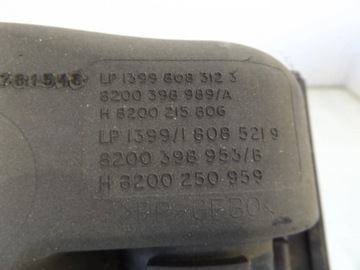 LP 1399 808 312 3
8200 398 989/A
H 8200 215 806
LP 1399/1 808 521 9
8200 398 953/B
H 8200 250 959